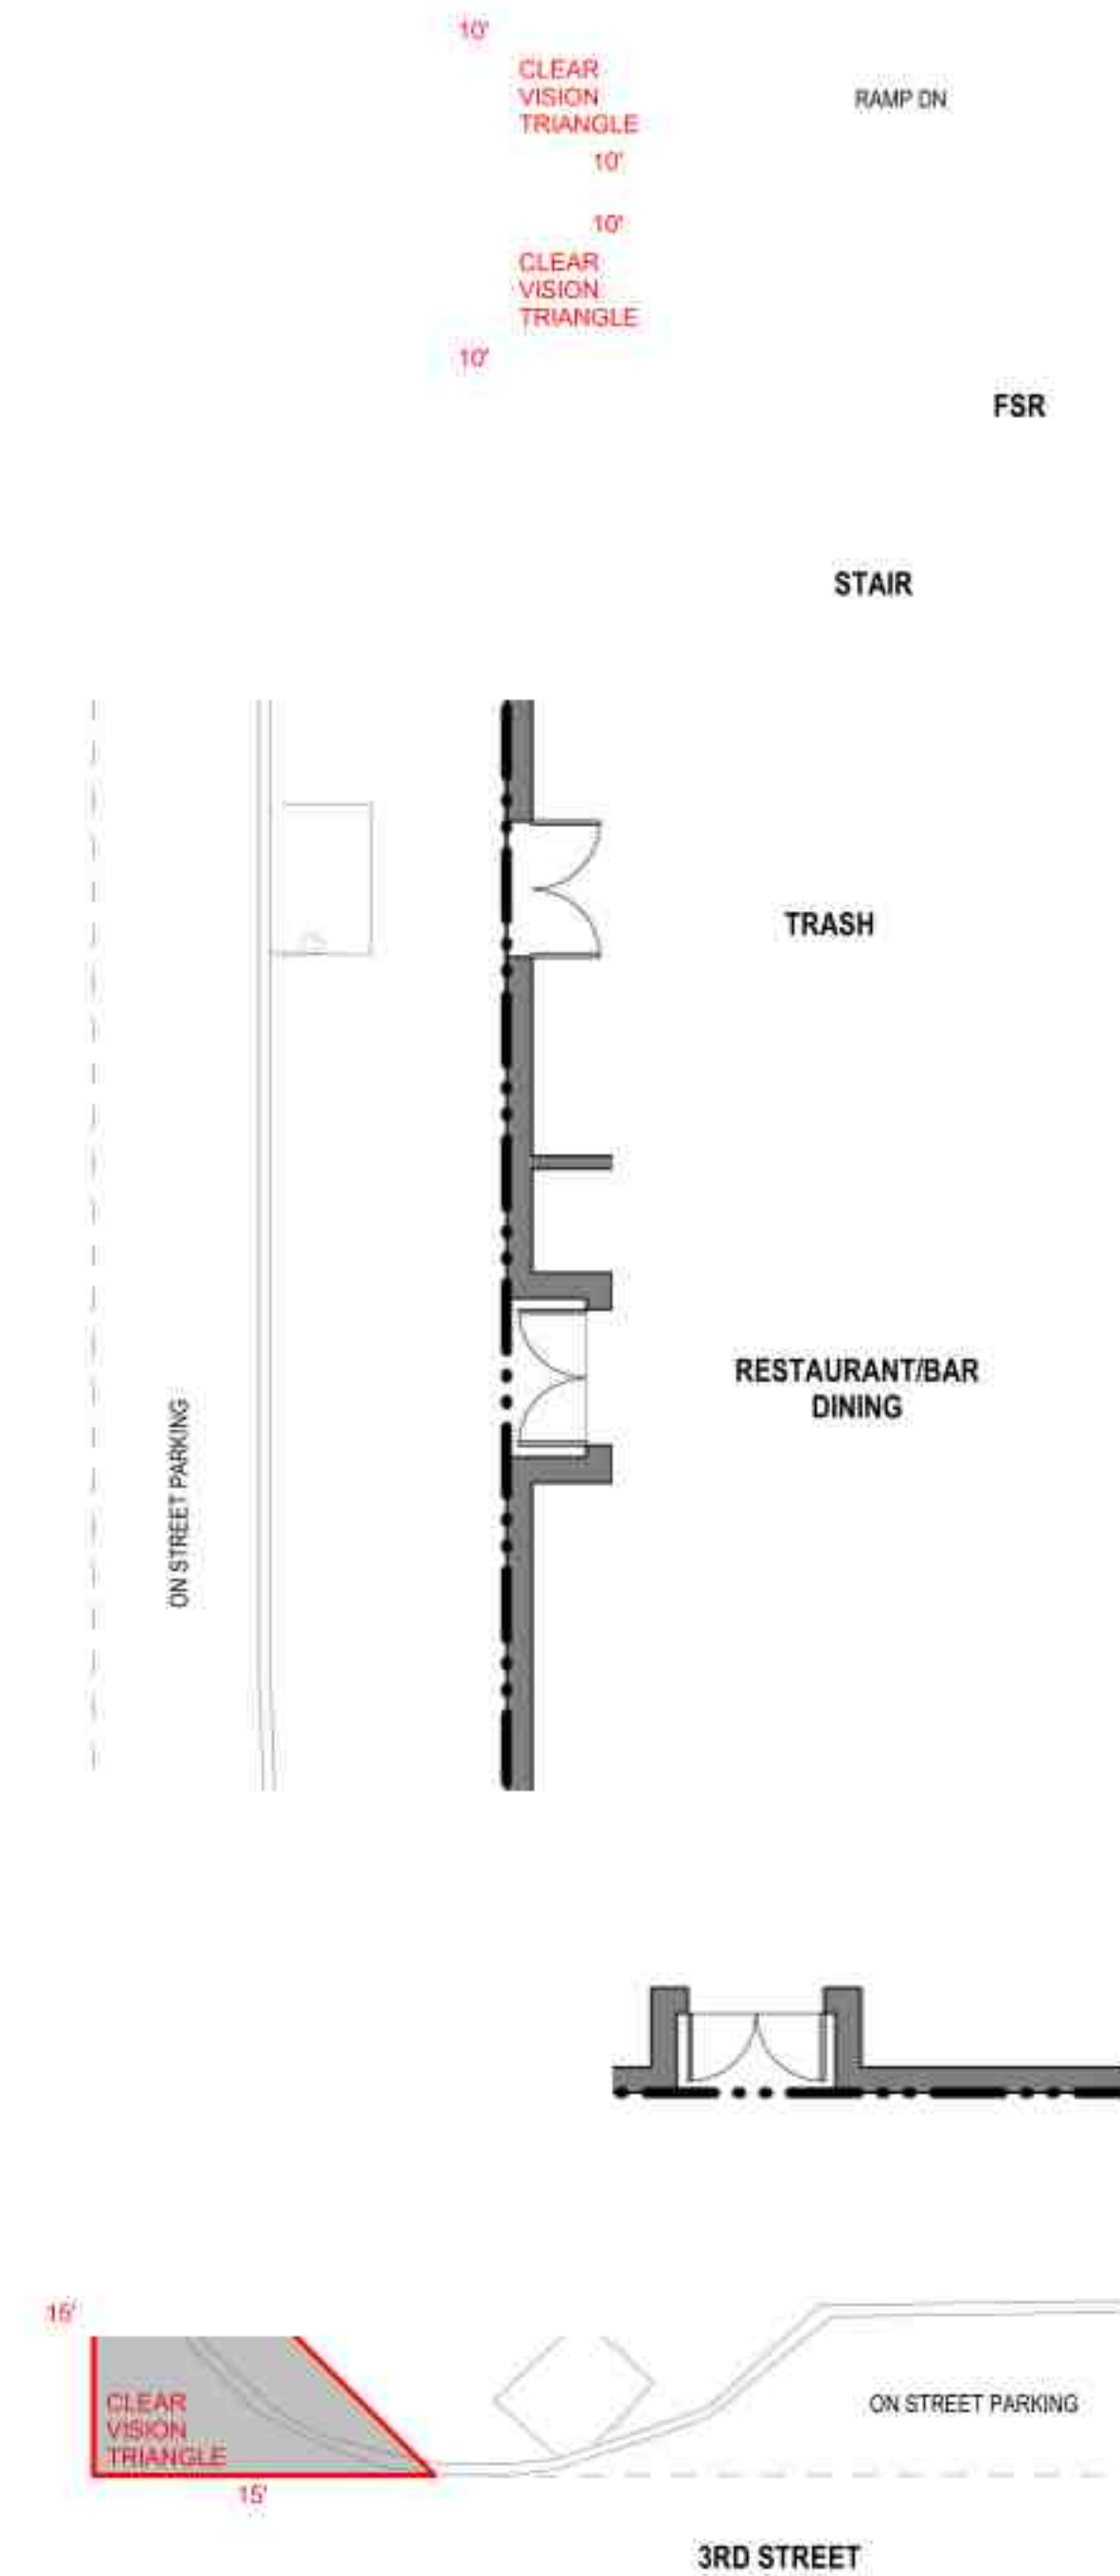 10'
CLEAR
VISION
TRIANGLE
RAMP DN
10'
10'
CLEAR
VISION
TRIANGLE
10'
FSR
STAIR
TRASH
RESTAURANT/BAR
DINING
ON STREET PARKING
15'
CLEAR
VISION
TRIANGLE
15'
ON STREET PARKING
3RD STREET